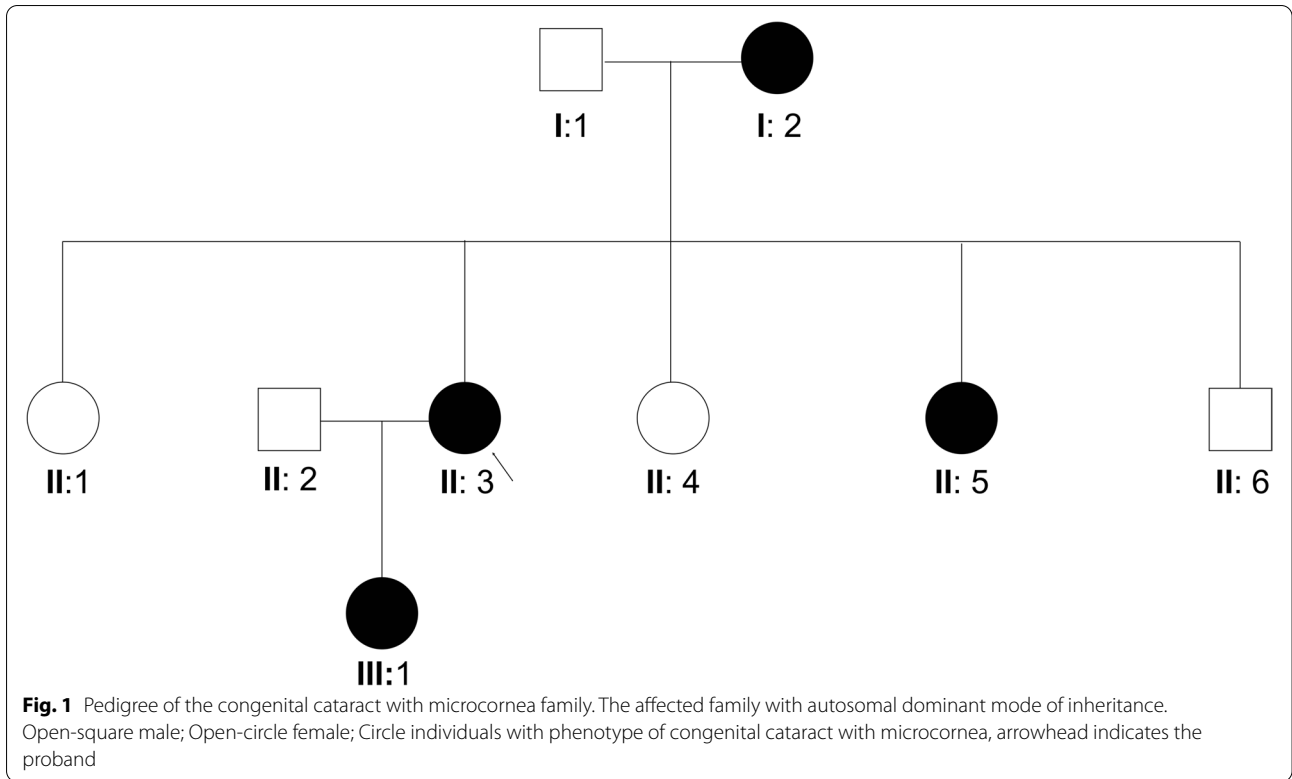 I:1 I: 2
II:1 II: 2 II: 3 II: 4 II: 5 II: 6
III:1
Fig. 1 Pedigree of the congenital cataract with microcornea family. The affected family with autosomal dominant mode of inheritance.
Open-square male; Open-circle female; Circle individuals with phenotype of congenital cataract with microcornea, arrowhead indicates the
proband